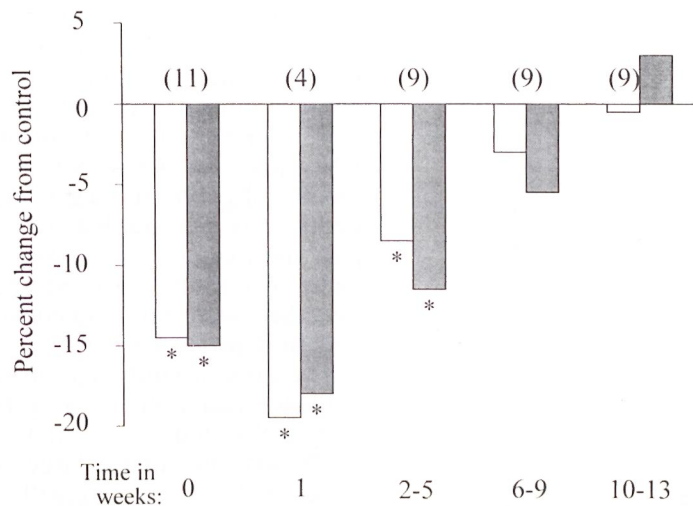 5
(11) (4) (9) (9) (9)
0
-5
-10
*
*
-15
* *
*
-20
*
Percent change from control
Time in
weeks: 0 1 2-5 6-9 10-13